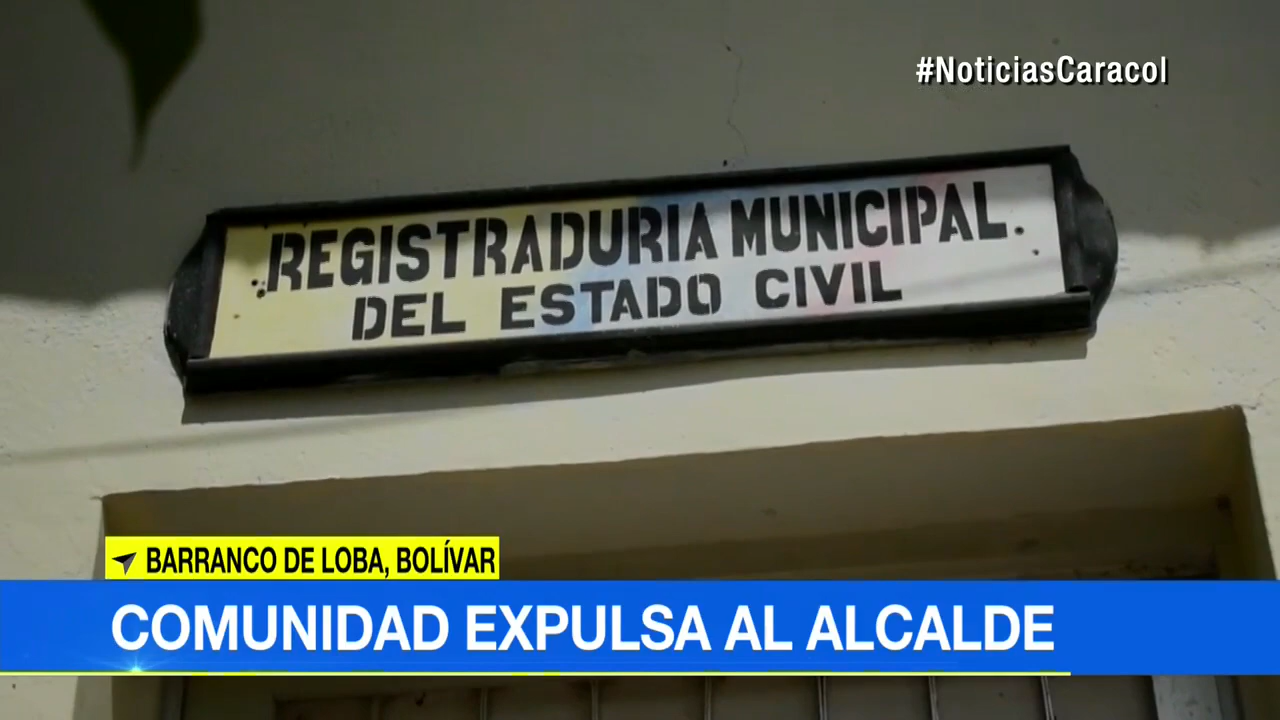 #NoticiasCaracol
REGISTRADURIA MUNICIPAL.
DEL ESTADO CIVIL
BARRANCO DE LOBA, BOLÍVAR
COMUNIDAD EXPULSA AL ALCALDE